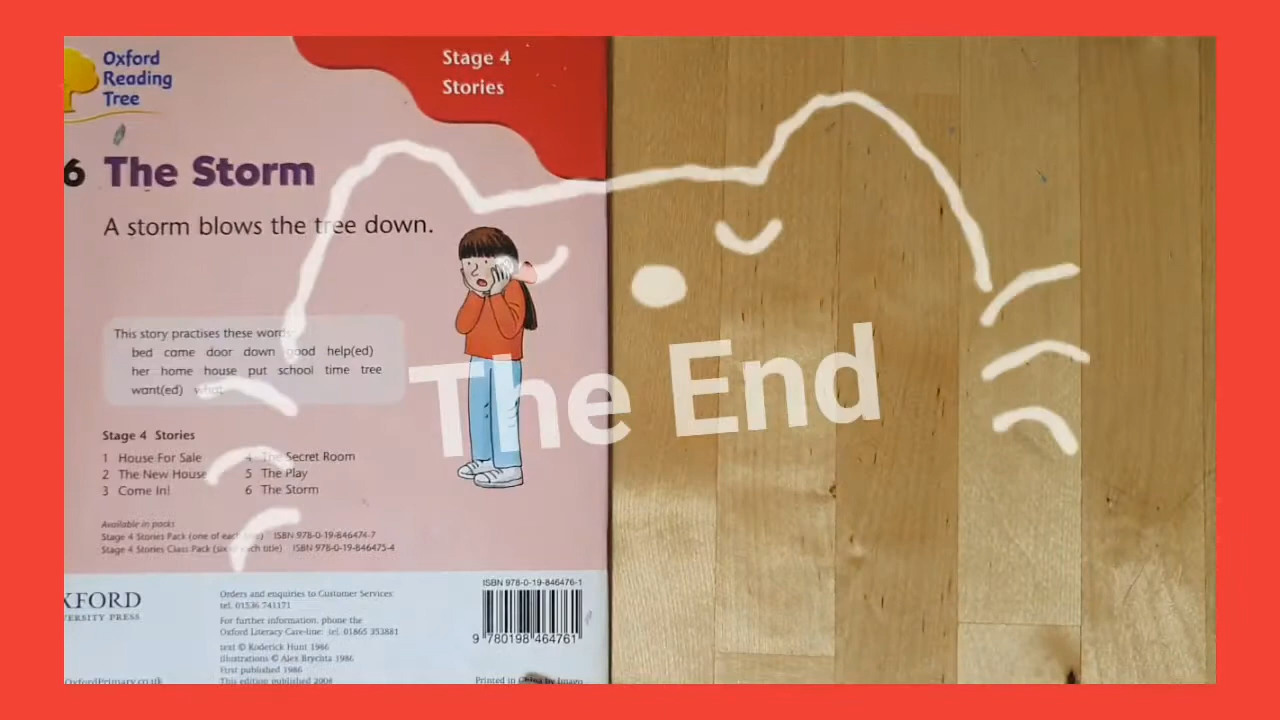 Oxford
Reading
Tree
Stage 4
Stories
6 The Storm
A storm blows the tree down.
This story practises these words:
bed came door down good help(ed)
her home house put school time tree
want(ed) what
The End
Stage 4 Stories
1 House For Sale
2 The New House
3 Come In!
4 The Secret Room
5 The Play
6 The Storm
Available in packs
Stage 4 Stories Pack (one of each title) ISBN 978-0-19-846474-7
Stage 4 Stories Class Pack (six of each title) ISBN 978-0-19-846475-4
XFORD
VERSITY PRESS
Orders and enquiries to Customer Services:
tel. 01536 741171
For further information, phone the
Oxford Literacy Care-line: tel. 01865 353881
text © Roderick Hunt 1986
illustrations © Alex Brychta 1986
First published 1986
This edition published 2008
OxfordPrimary.co.uk
ISBN 978-0-19-846476-1
9 780198 464761
Printed in China by Imago